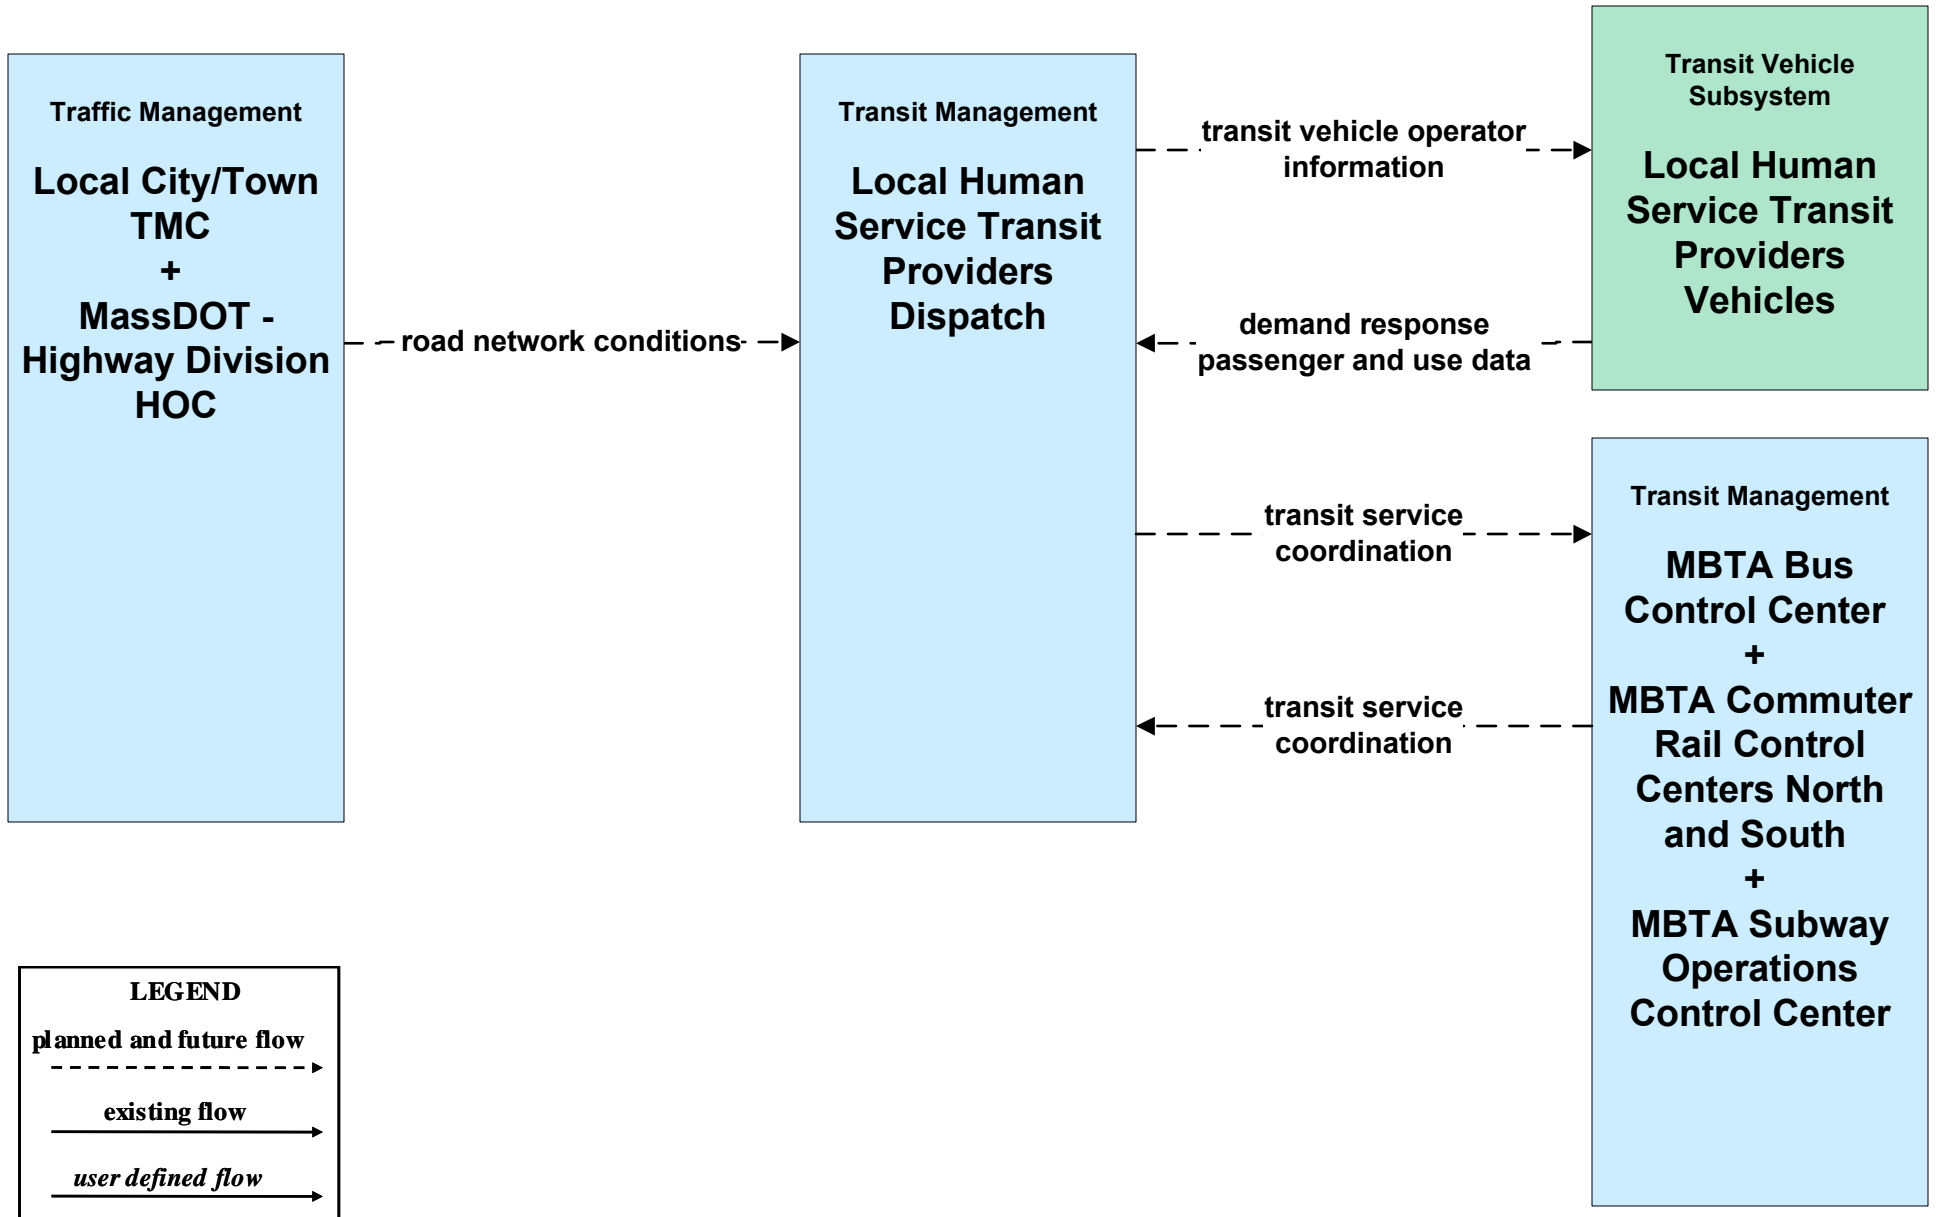 Traffic Management
Local City/Town
TMC
+
MassDOT -
Highway Division
HOC
road network conditions
Transit Management
Local Human
Service Transit
Providers
Dispatch
transit vehicle operator
information
demand response
passenger and use data
transit service
coordination
transit service
coordination
Transit Vehicle
Subsystem
Local Human
Service Transit
Providers
Vehicles
Transit Management
MBTA Bus
Control Center
+
MBTA Commuter
Rail Control
Centers North
and South
+
MBTA Subway
Operations
Control Center
LEGEND
planned and future flow
existing flow
user defined flow